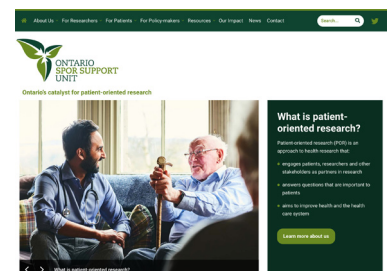 About Us For Researchers For Patients For Policy-makers Resources Our Impact News Contact Search...
ONTARIO
SPOR SUPPORT
UNIT
Ontario's catalyst for patient-oriented research
What is patient-
oriented research?
Patient-oriented research (POR) is an
approach to health research that:
engages patients, researchers and other
stakeholders as partners in research
answers questions that are important to
patients
aims to improve health and the health
care system
Learn more about us
What is patient-oriented research?